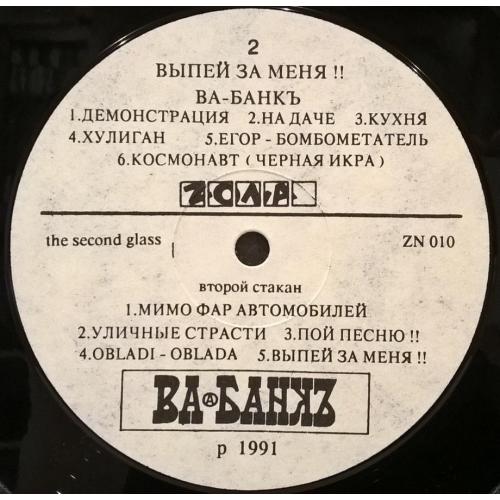 2
ВЫПЕЙ ЗА МЕНЯ !!
ВА-БАНКЪ
1.ДЕМОНСТРАЦИЯ 2.НА ДАЧЕ 3.КУХНЯ
4.ХУЛИГАН 5.ЕГОР - БОМБОМЕТАТЕЛЬ
6.КОСМОНАВТ ( ЧЕРНАЯ ИКРА )
the second glass ZN 010
второй стакан
1.МИМО ФАР АВТОМОБИЛЕЙ
2.УЛИЧНЫЕ СТРАСТИ 3.ПОЙ ПЕСНЮ !!
4.OBLADI - OBLADA 5.ВЫПЕЙ ЗА МЕНЯ !!
ВА Ⓐ БАНКЪ
p 1991